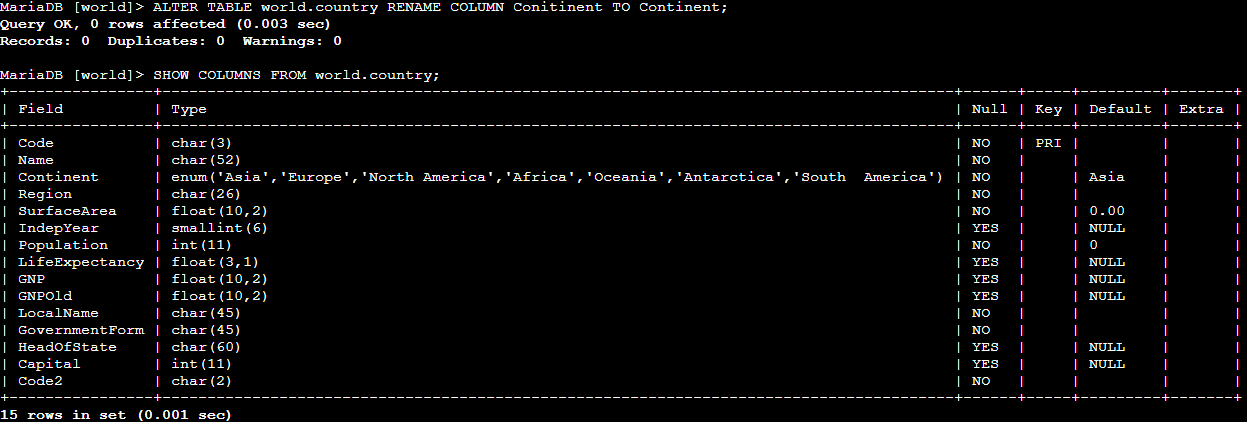 MariaDB [world]> ALTER TABLE world.country RENAME COLUMN Conitinent TO Continent;
Query OK, 0 rows affected (0.003 sec)
Records: 0  Duplicates: 0  Warnings: 0
MariaDB [world]> SHOW COLUMNS FROM world.country;
+----------------+---------------------------------------------------------------------------------------+------+-----+---------+-------+
| Field          | Type                                                                                  | Null | Key | Default | Extra |
+----------------+---------------------------------------------------------------------------------------+------+-----+---------+-------+
| Code           | char(3)                                                                               | NO   | PRI |         |       |
| Name           | char(52)                                                                              | NO   |     |         |       |
| Continent      | enum('Asia','Europe','North America','Africa','Oceania','Antarctica','South  America') | NO   |     | Asia    |       |
| Region         | char(26)                                                                              | NO   |     |         |       |
| SurfaceArea    | float(10,2)                                                                           | NO   |     | 0.00    |       |
| IndepYear      | smallint(6)                                                                           | YES  |     | NULL    |       |
| Population     | int(11)                                                                               | NO   |     | 0       |       |
| LifeExpectancy | float(3,1)                                                                            | YES  |     | NULL    |       |
| GNP            | float(10,2)                                                                           | YES  |     | NULL    |       |
| GNPOld         | float(10,2)                                                                           | YES  |     | NULL    |       |
| LocalName      | char(45)                                                                              | NO   |     |         |       |
| GovernmentForm | char(45)                                                                              | NO   |     |         |       |
| HeadOfState    | char(60)                                                                              | YES  |     | NULL    |       |
| Capital        | int(11)                                                                               | YES  |     | NULL    |       |
| Code2          | char(2)                                                                               | NO   |     |         |       |
+----------------+---------------------------------------------------------------------------------------+------+-----+---------+-------+
15 rows in set (0.001 sec)